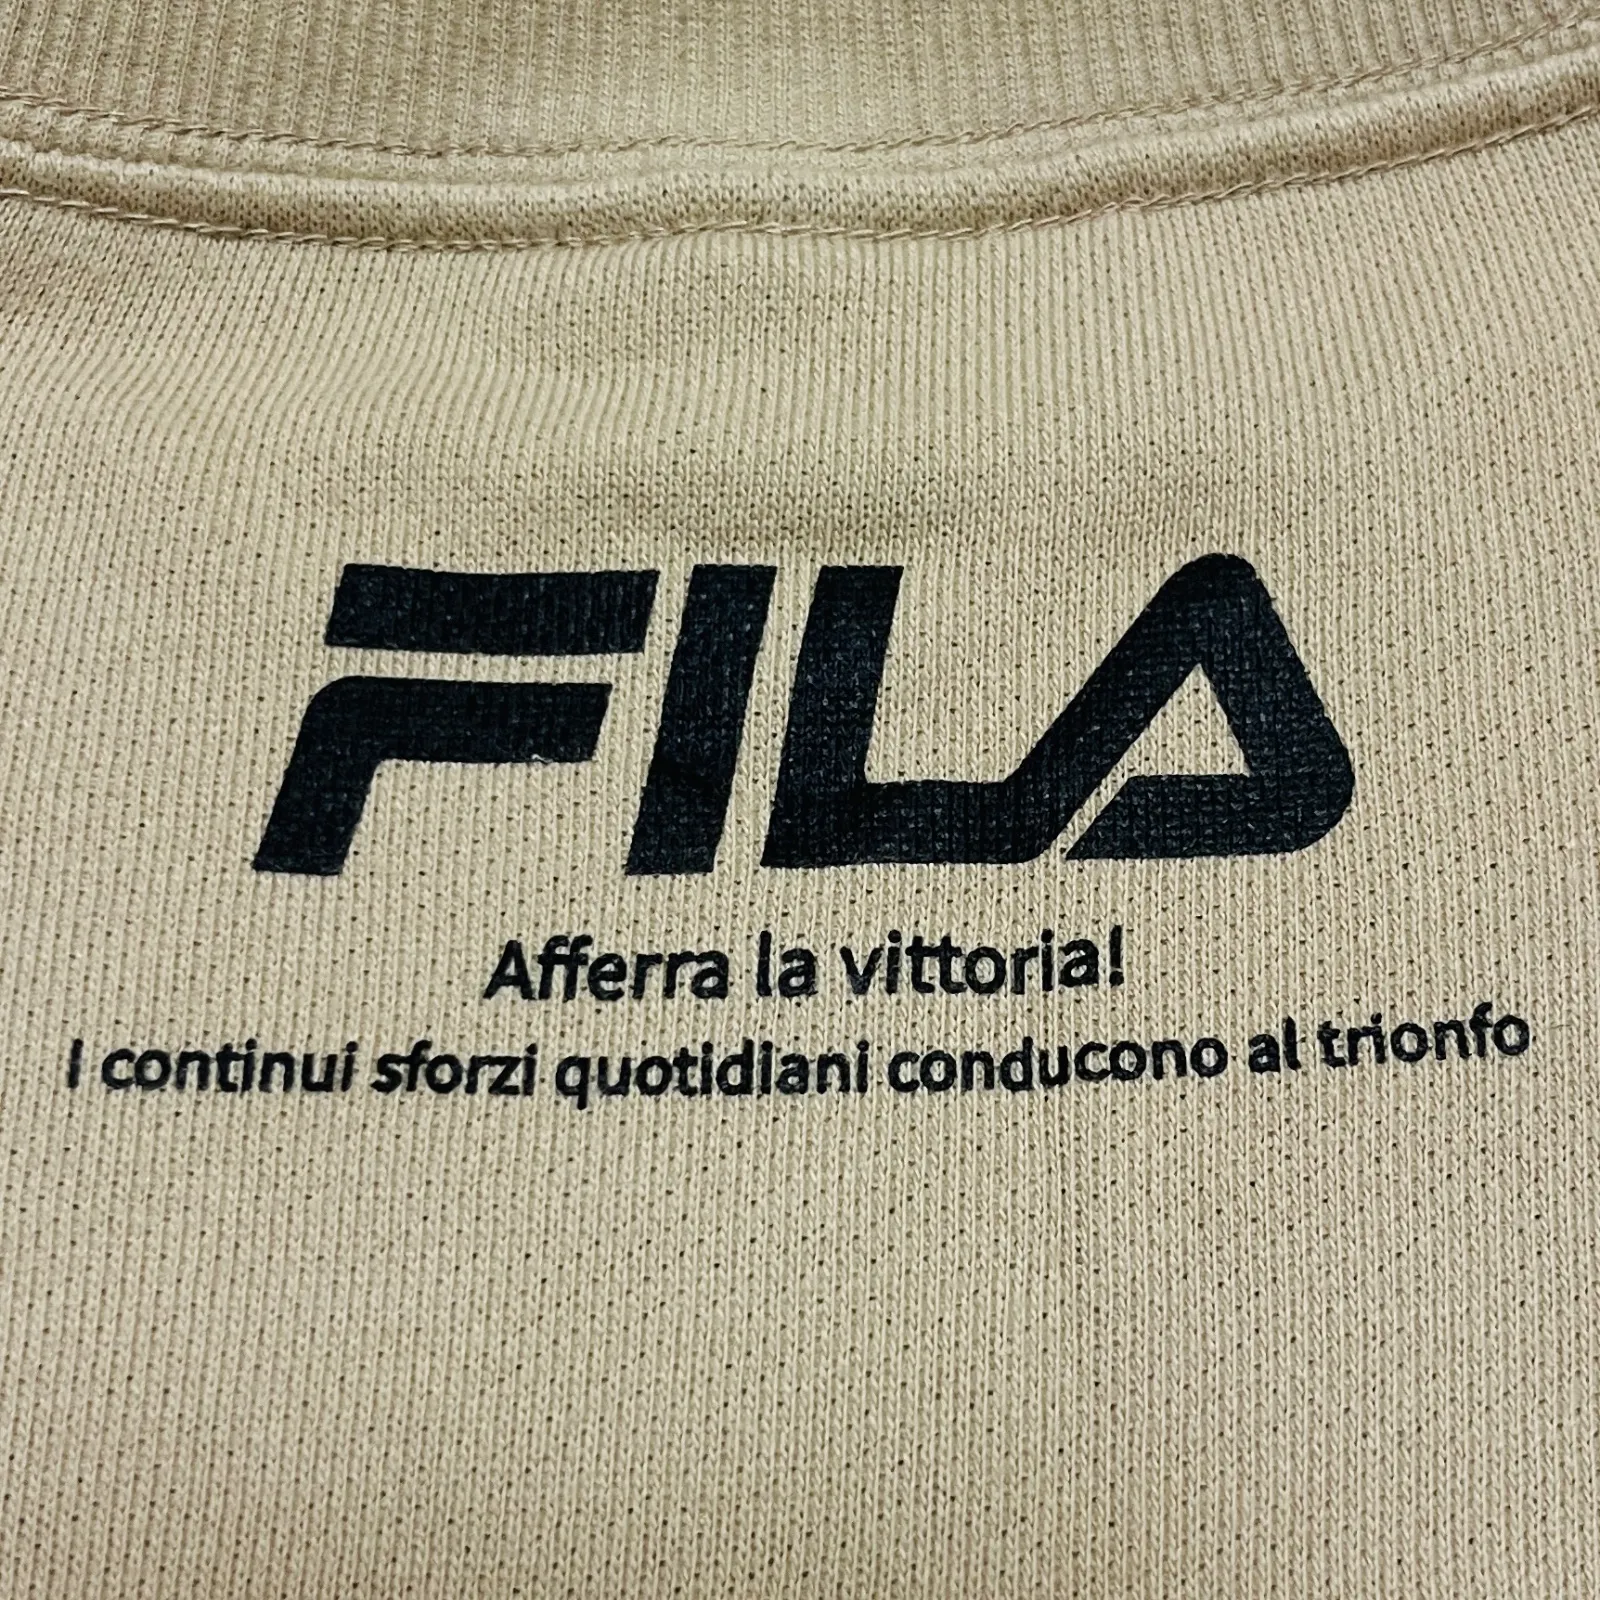 FILA
Afferra la vittoria!
I continui sforzi quotidiani conducono al trionfo